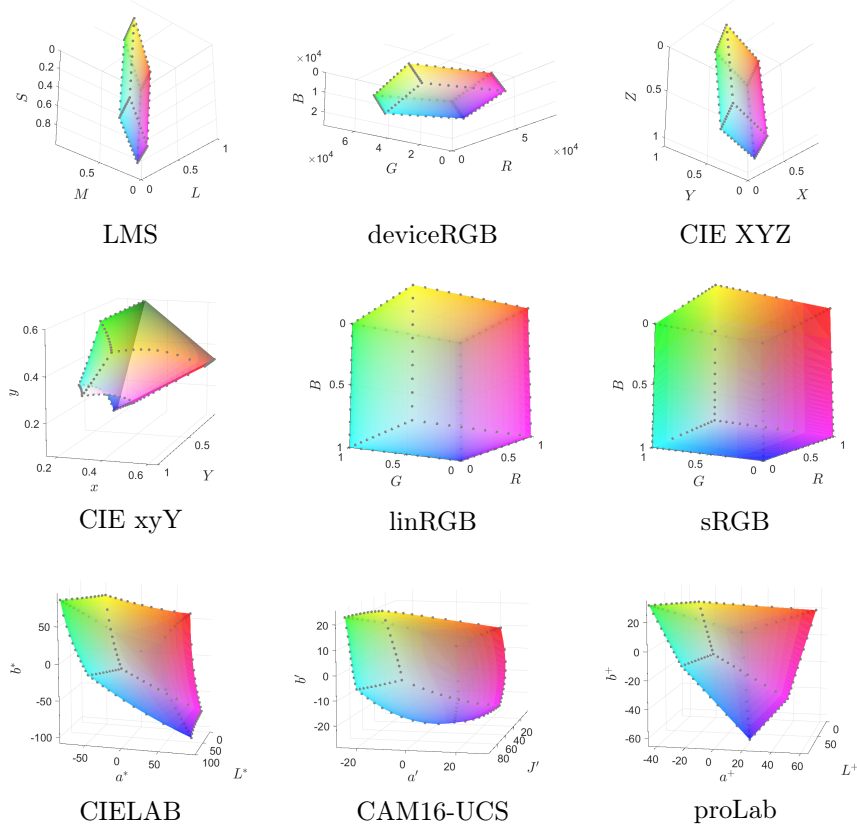 0
0.2
0.4
0.6
0.8
S
0.5
M
0
0
0.5
1
L
LMS
×10⁴
0
1
2
B
6
4
2
0
×10⁴
G
0
5
×10⁴
R
deviceRGB
0
0.5
1
Z
1
0.5
0
Y
0
0.5
1
X
CIE XYZ
0.6
0.4
0.2
y
0.2
0.4
0.6
x
1
0.5
Y
CIE xyY
0
0.5
1
B
1
0.5
0
G
0
0.5
1
R
linRGB
0
0.5
1
B
1
0.5
0
G
0
0.5
1
R
sRGB
50
0
-50
-100
b*
-50
0
50
100
a*
0
50
100
L*
CIELAB
20
10
0
-10
-20
b′
-20
0
20
a′
20
40
60
80
J′
CAM16-UCS
20
0
-20
-40
-60
b⁺
-40
-20
0
20
40
60
a⁺
0
50
L⁺
proLab